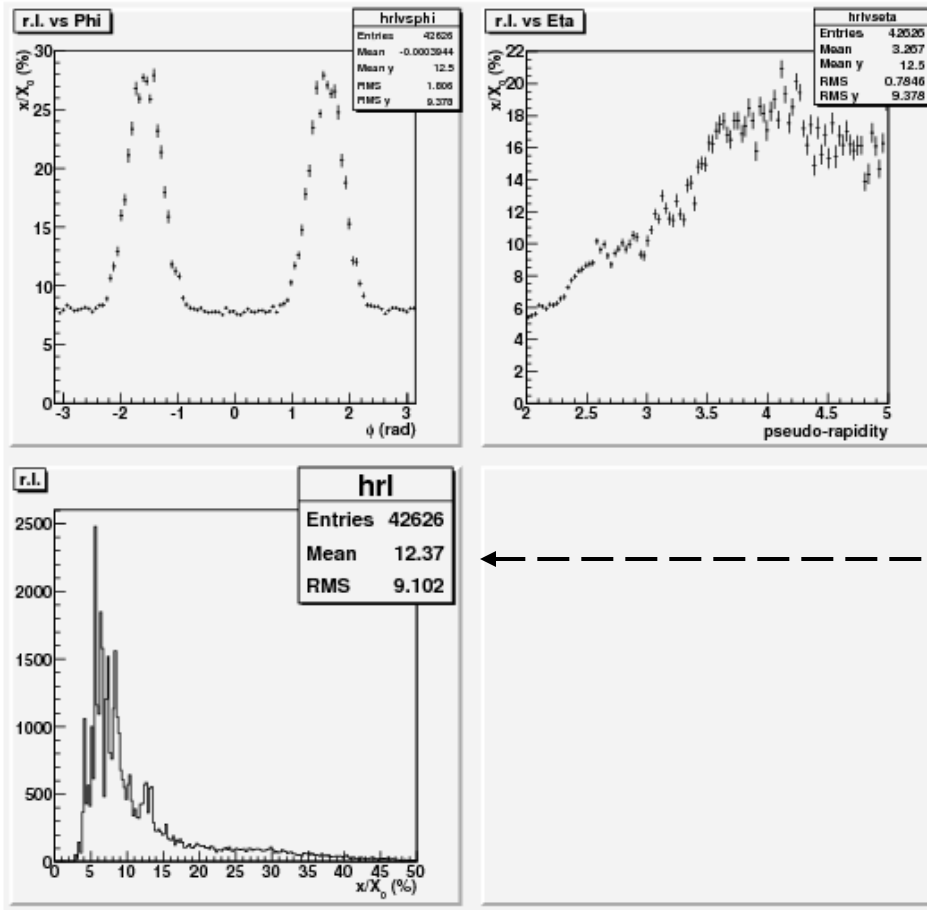 r.l. vs Phi
hrlvsphi
Entries 42626
Mean -0.0003944
Mean y 12.5
RMS 1.606
RMS y 9.378
x/X0 (%)
30
25
20
15
10
5
0
-3 -2 -1 0 1 2 3
ϕ (rad)
r.l. vs Eta
hrlvseta
Entries 42626
Mean 3.267
Mean y 12.5
RMS 0.7846
RMS y 9.378
x/X0 (%)
22
20
18
16
14
12
10
8
6
4
2
0
2 2.5 3 3.5 4 4.5 5
pseudo-rapidity
r.l.
hrl
Entries 42626
Mean 12.37
RMS 9.102
2500
2000
1500
1000
500
0
0 5 10 15 20 25 30 35 40 45 50
x/X0 (%)